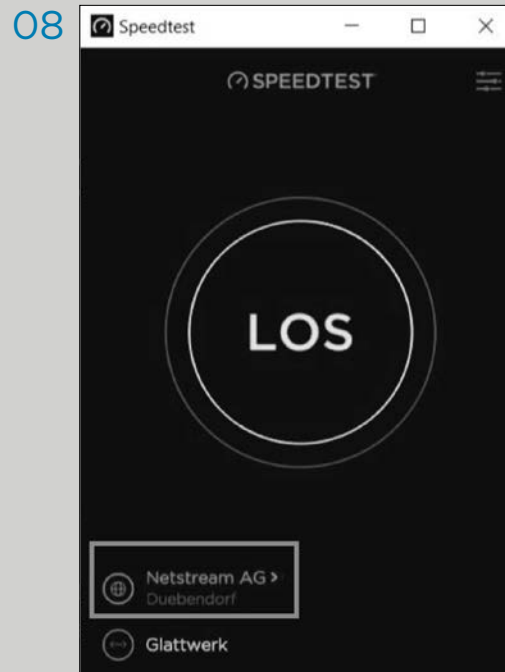 08
Speedtest
SPEEDTEST
LOS
Netstream AG >
Duebendorf
Glattwerk